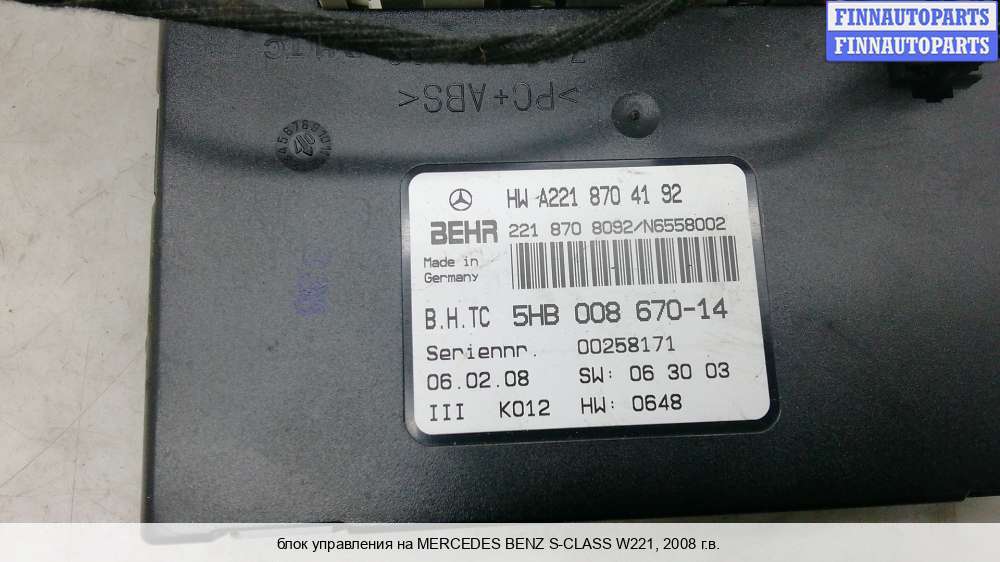 FINNAUTOPARTS
FINNAUTOPARTS
>PC+ABS<
HW A221 870 41 92
BEHR 221 870 8092/N6558002
Made in
Germany
B.H.TC 5HB 008 670-14
Seriennr. 00258171
06.02.08 SW: 06 30 03
III K012 HW: 0648
блок управления на MERCEDES BENZ S-CLASS W221, 2008 г.в.